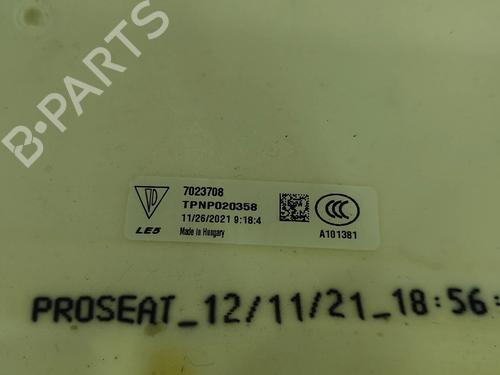 B-PARTS
7023708
TPNP020358
11/26/2021 9:18:4
LE5
Made in Hungary
A101381
PROSEAT_12/11/21_18:56: